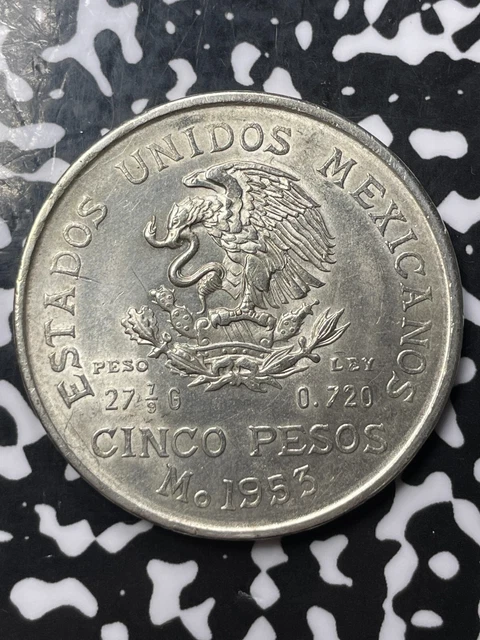 ESTADOS UNIDOS MEXICANOS
PESO LEY
27 7/9 G 0.720
CINCO PESOS
Mo 1953